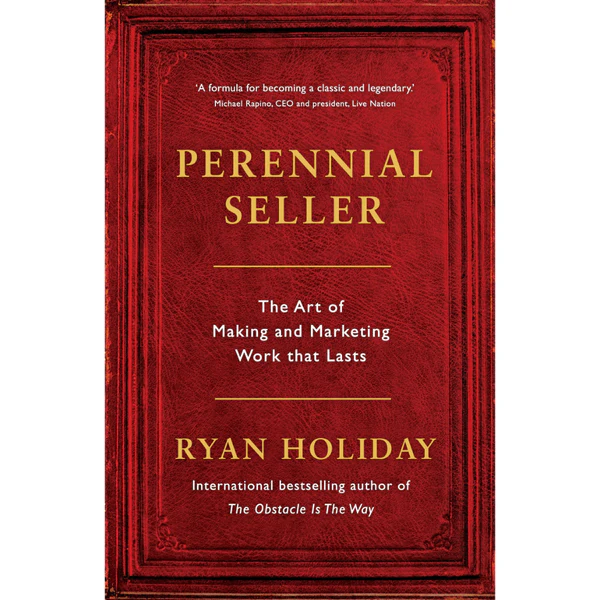 'A formula for becoming a classic and legendary.'
Michael Rapino, CEO and president, Live Nation
PERENNIAL
SELLER
The Art of
Making and Marketing
Work that Lasts
RYAN HOLIDAY
International bestselling author of
The Obstacle Is The Way